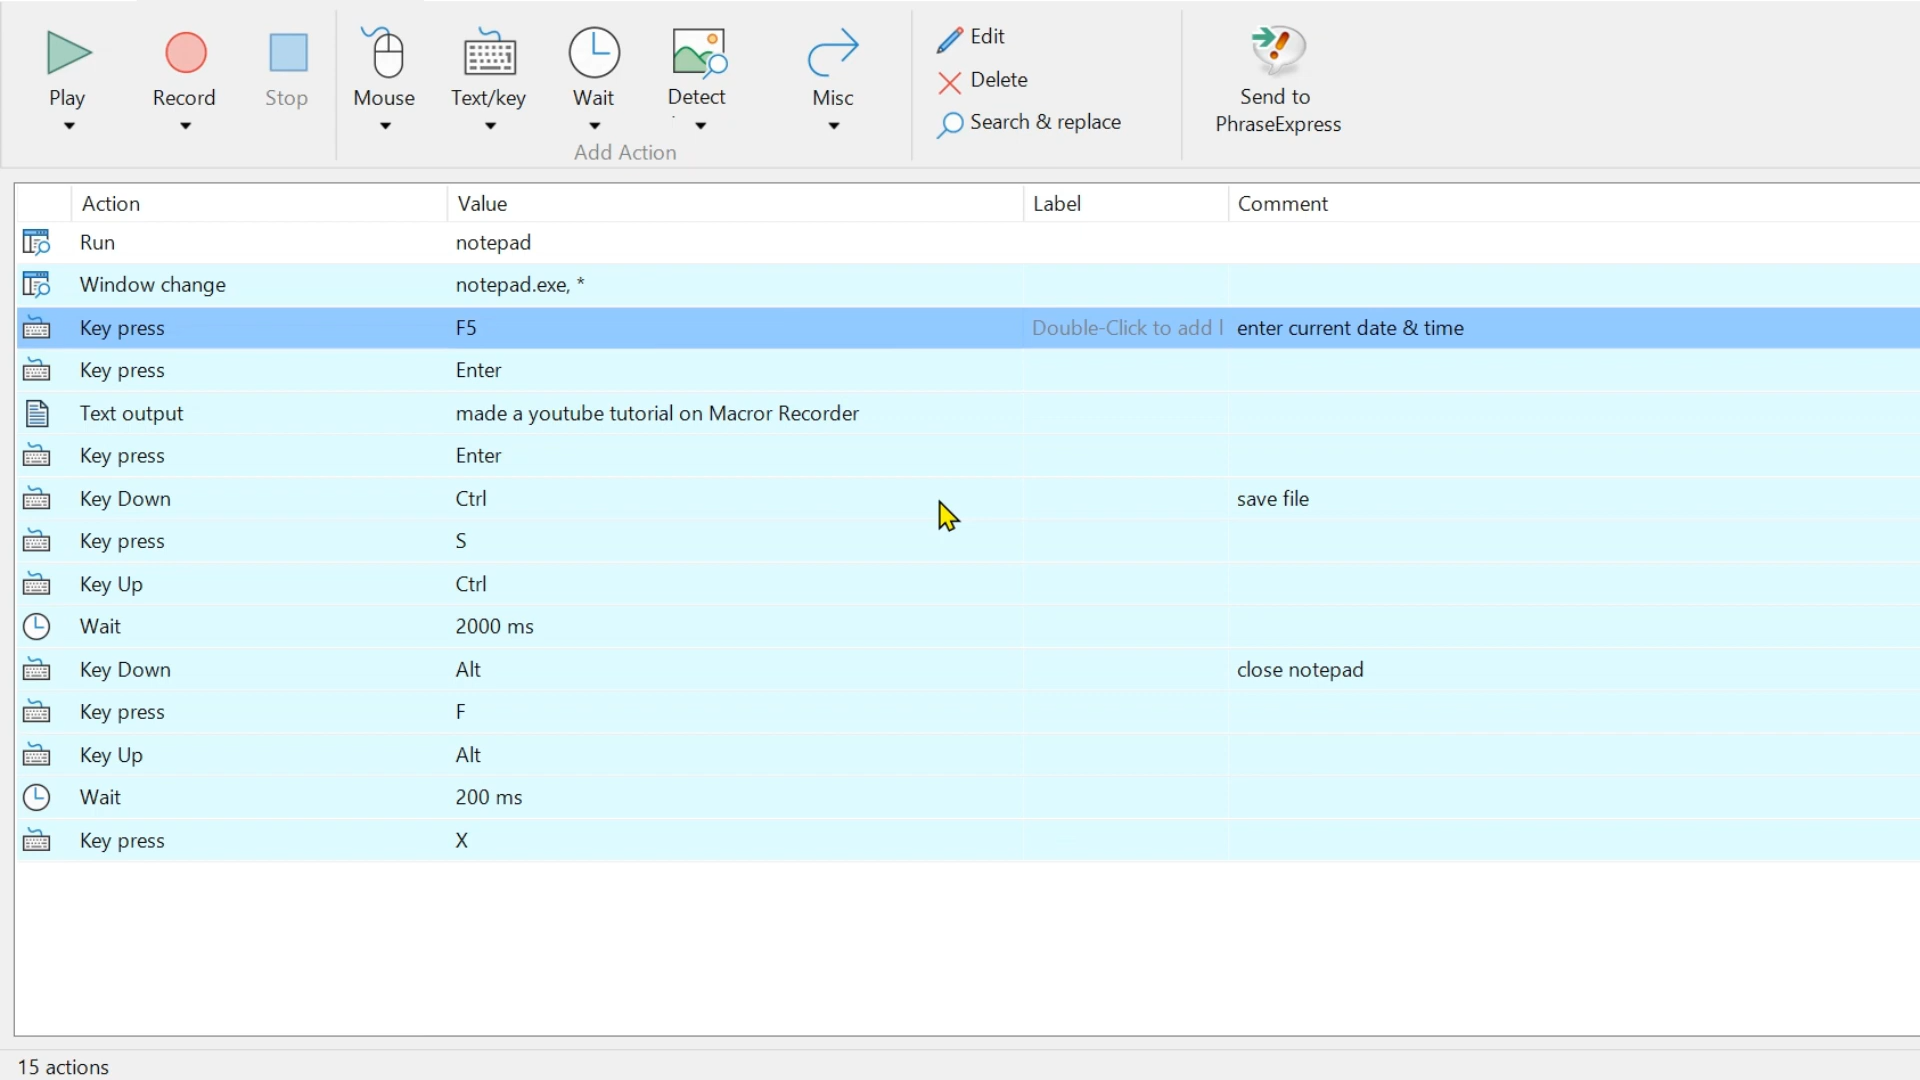 Play
Record
Stop
Mouse
Text/key
Wait
Detect
Misc
Add Action
Edit
Delete
Search & replace
Send to
PhraseExpress
Action Value Label Comment
Run notepad
Window change notepad.exe, *
Key press F5 Double-Click to add l enter current date & time
Key press Enter
Text output made a youtube tutorial on Macror Recorder
Key press Enter
Key Down Ctrl save file
Key press S
Key Up Ctrl
Wait 2000 ms
Key Down Alt close notepad
Key press F
Key Up Alt
Wait 200 ms
Key press X
15 actions